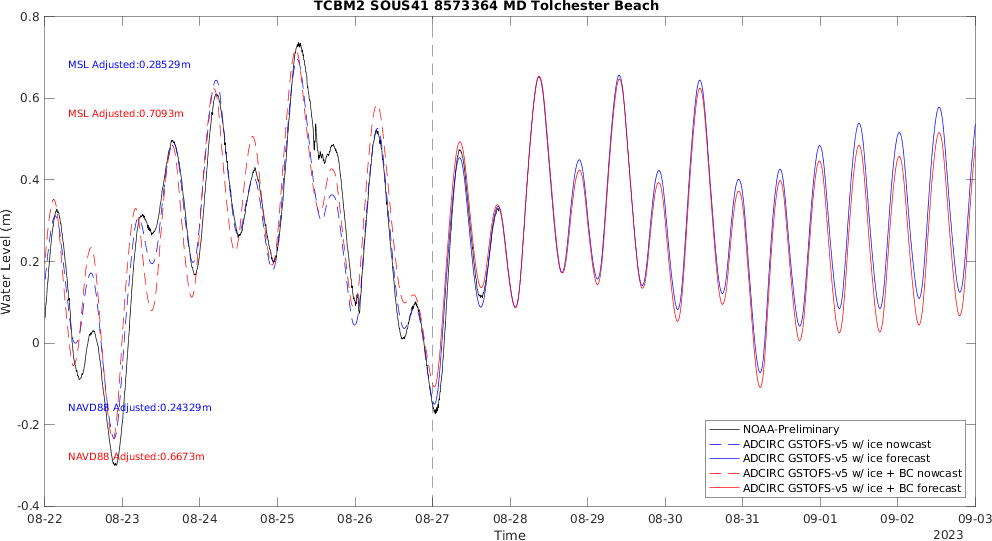 TCBM2 SOUS41 8573364 MD Tolchester Beach
0.8
0.6
0.4
0.2
0
-0.2
-0.4
Water Level (m)
MSL Adjusted:0.28529m
MSL Adjusted:0.7093m
NAVD88 Adjusted:0.24329m
NAVD88 Adjusted:0.6673m
NOAA-Preliminary
ADCIRC GSTOFS-v5 w/ ice nowcast
ADCIRC GSTOFS-v5 w/ ice forecast
ADCIRC GSTOFS-v5 w/ ice + BC nowcast
ADCIRC GSTOFS-v5 w/ ice + BC forecast
08-22 08-23 08-24 08-25 08-26 08-27 08-28 08-29 08-30 08-31 09-01 09-02 09-03
Time
2023